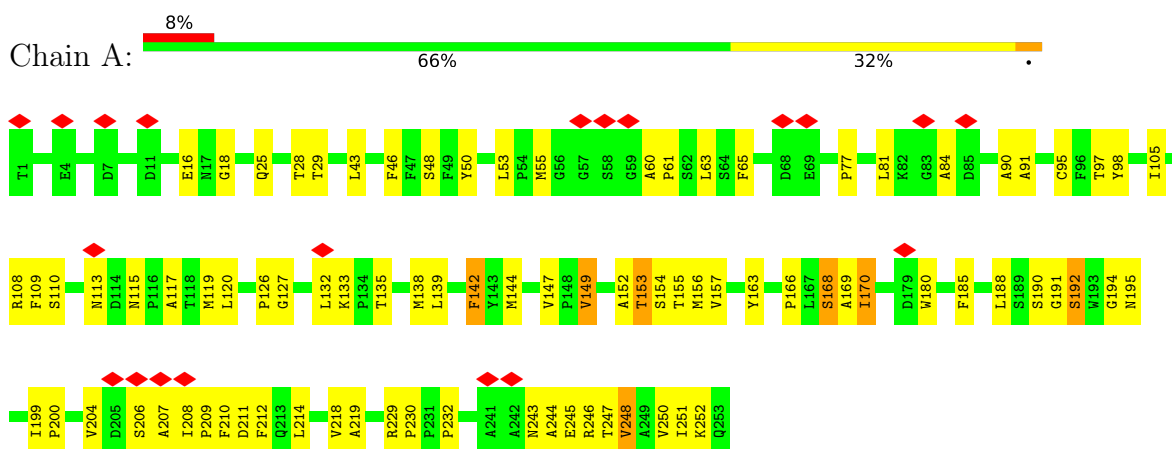 8%
Chain A:
66% 32% •
T1 E4 D7 D11 E16 N17 G18 Q25 T28 T29 L43 F46 F47 S48 F49 Y50 L53 P54 M55 G56 G57 S58 G59 A60 P61 S62 L63 S64 F65 D68 E69 P77 L81 K82 G83 A84 D85 A90 A91 C95 F96 T97 Y98 I105
R108 F109 S110 N113 D114 N115 P116 A117 T118 M119 L120 P126 G127 L132 K133 P134 T135 M138 L139 F142 Y143 M144 V147 P148 V149 A152 T153 S154 T155 M156 V157 Y163 P166 L167 S168 A169 I170 D179 W180 F185 L188 S189 S190 G191 S192 W193 G194 N195
I199 P200 V204 D205 S206 A207 I208 P209 F210 D211 F212 Q213 L214 V218 A219 R229 P230 P231 P232 A241 A242 N243 A244 E245 R246 T247 V248 A249 V250 I251 K252 Q253